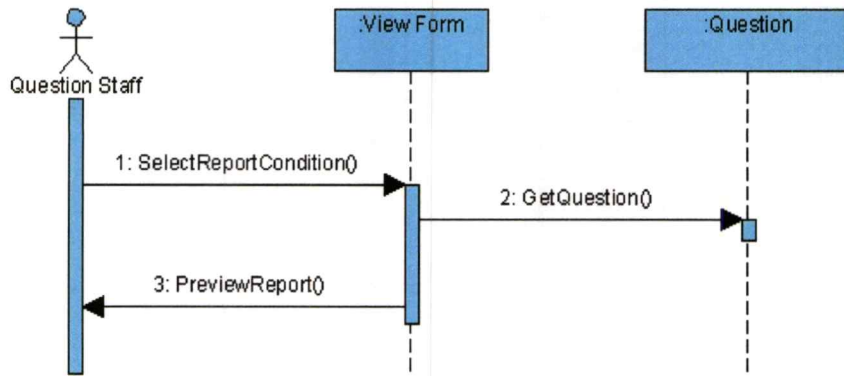 :View Form
:Question
Question Staff
1: SelectReportCondition()
2: GetQuestion()
3: PreviewReport()